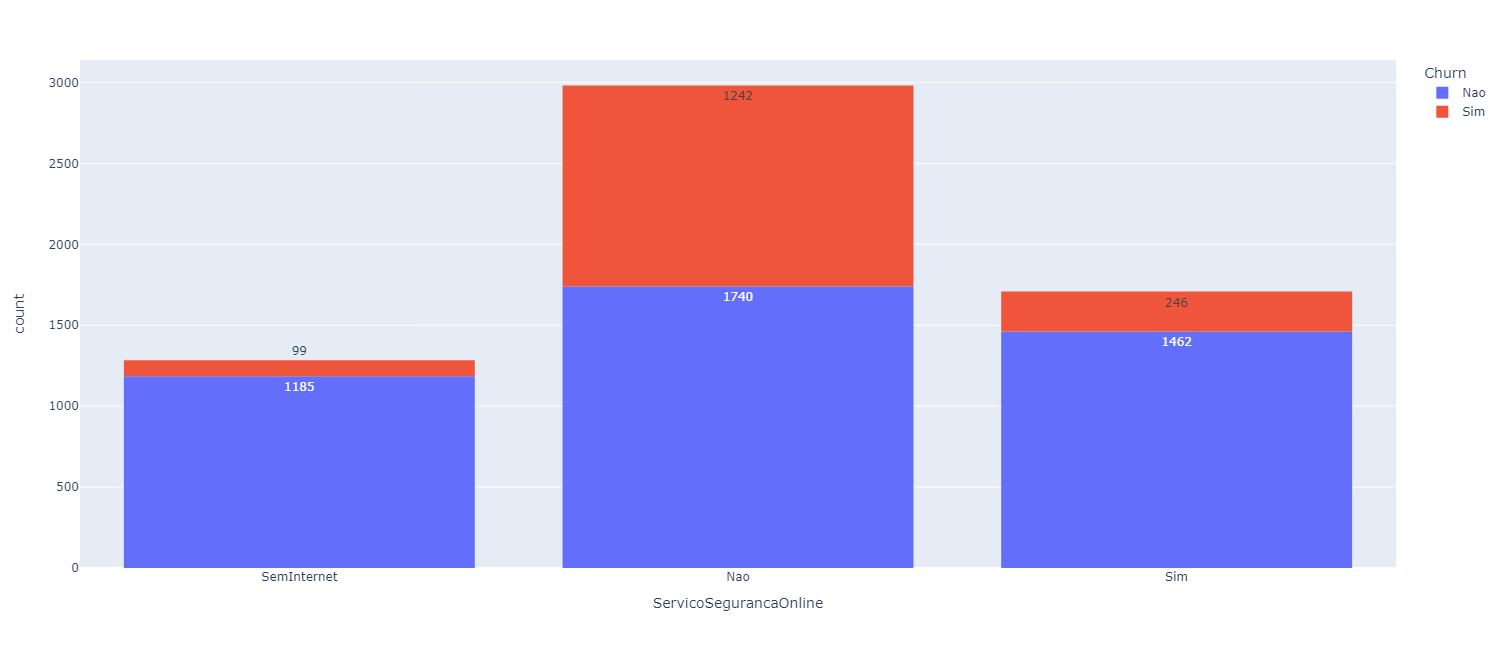 Churn
Nao
Sim
3000
2500
2000
1500
1000
500
0
count
99
1185
1242
1740
246
1462
SemInternet
Nao
Sim
ServicoSegurancaOnline